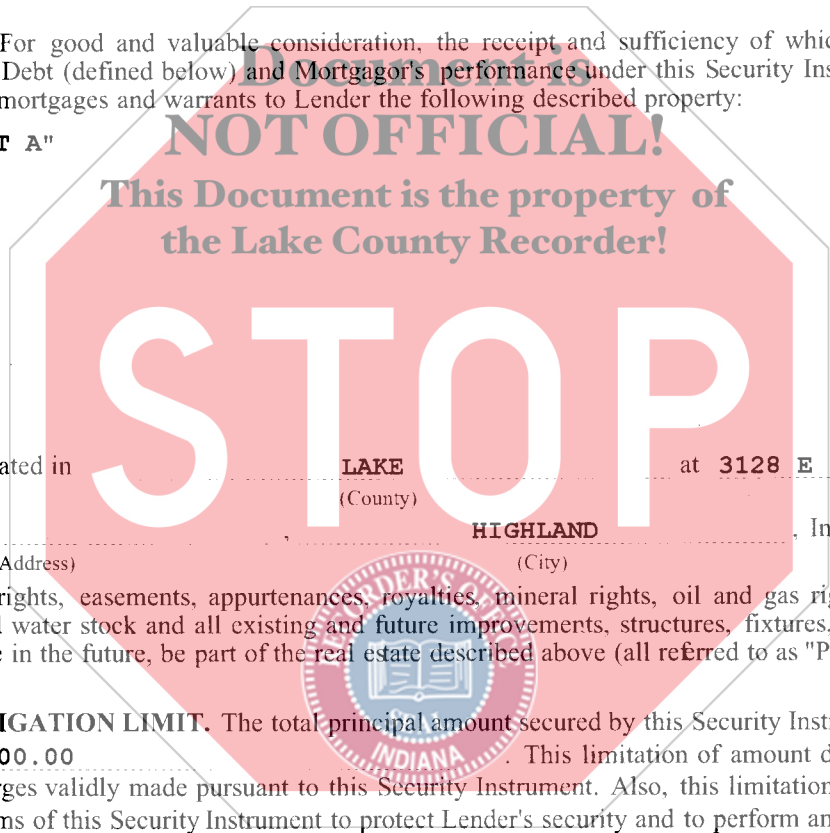 For good and valuable consideration, the receipt and sufficiency of whic
Debt (defined below) and Mortgagor's performance under this Security Ins
mortgages and warrants to Lender the following described property:
T A"
Document is
NOT OFFICIAL!
This Document is the property of
the Lake County Recorder!
STOP
ated in LAKE at 3128 E
(County)
, HIGHLAND , In
Address) (City)
rights, easements, appurtenances, royalties, mineral rights, oil and gas rig
water stock and all existing and future improvements, structures, fixtures,
e in the future, be part of the real estate described above (all referred to as "P
RECORDER'S OFFICE
SEAL
INDIANA
IGATION LIMIT. The total principal amount secured by this Security Instr
00.00 . This limitation of amount d
ges validly made pursuant to this Security Instrument. Also, this limitation
ms of this Security Instrument to protect Lender's security and to perform an